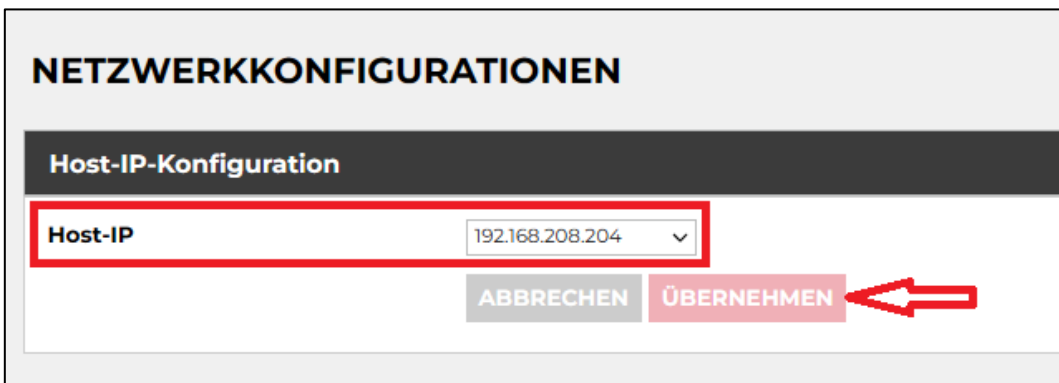 NETZWERKKONFIGURATIONEN
Host-IP-Konfiguration
Host-IP 192.168.208.204
ABBRECHEN ÜBERNEHMEN